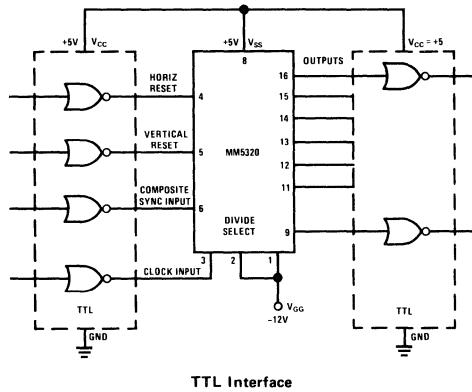 +5V VCC
+5V VSS
VCC = +5
8
OUTPUTS
HORIZ
RESET
4
16
15
14
VERTICAL
RESET
5
MM5320
13
12
COMPOSITE
SYNC INPUT
6
11
DIVIDE
SELECT
9
3 2 1
CLOCK INPUT
TTL
VGG
-12V
TTL
GND
GND
TTL Interface